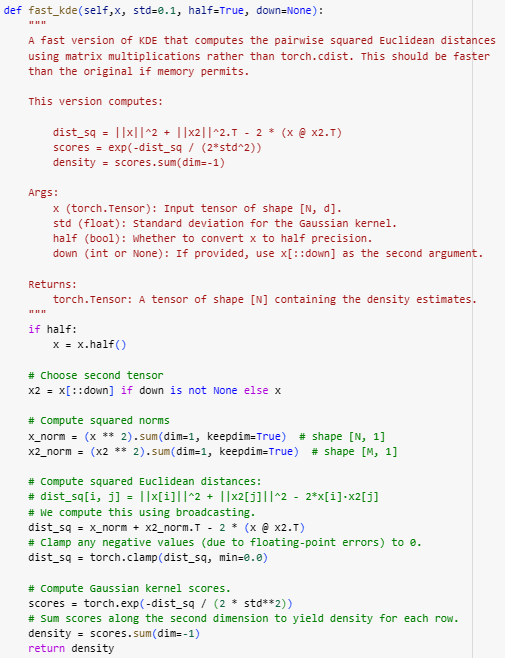 def fast_kde(self,x, std=0.1, half=True, down=None):
    """
    A fast version of KDE that computes the pairwise squared Euclidean distances
    using matrix multiplications rather than torch.cdist. This should be faster
    than the original if memory permits.

    This version computes:

        dist_sq = ||x||^2 + ||x2||^2.T - 2 * (x @ x2.T)
        scores = exp(-dist_sq / (2*std^2))
        density = scores.sum(dim=-1)

    Args:
        x (torch.Tensor): Input tensor of shape [N, d].
        std (float): Standard deviation for the Gaussian kernel.
        half (bool): Whether to convert x to half precision.
        down (int or None): If provided, use x[::down] as the second argument.

    Returns:
        torch.Tensor: A tensor of shape [N] containing the density estimates.
    """
    if half:
        x = x.half()

    # Choose second tensor
    x2 = x[::down] if down is not None else x

    # Compute squared norms
    x_norm = (x ** 2).sum(dim=1, keepdim=True)  # shape [N, 1]
    x2_norm = (x2 ** 2).sum(dim=1, keepdim=True)  # shape [M, 1]

    # Compute squared Euclidean distances:
    # dist_sq[i, j] = ||x[i]||^2 + ||x2[j]||^2 - 2*x[i]·x2[j]
    # We compute this using broadcasting.
    dist_sq = x_norm + x2_norm.T - 2 * (x @ x2.T)
    # Clamp any negative values (due to floating-point errors) to 0.
    dist_sq = torch.clamp(dist_sq, min=0.0)

    # Compute Gaussian kernel scores.
    scores = torch.exp(-dist_sq / (2 * std**2))
    # Sum scores along the second dimension to yield density for each row.
    density = scores.sum(dim=-1)
    return density